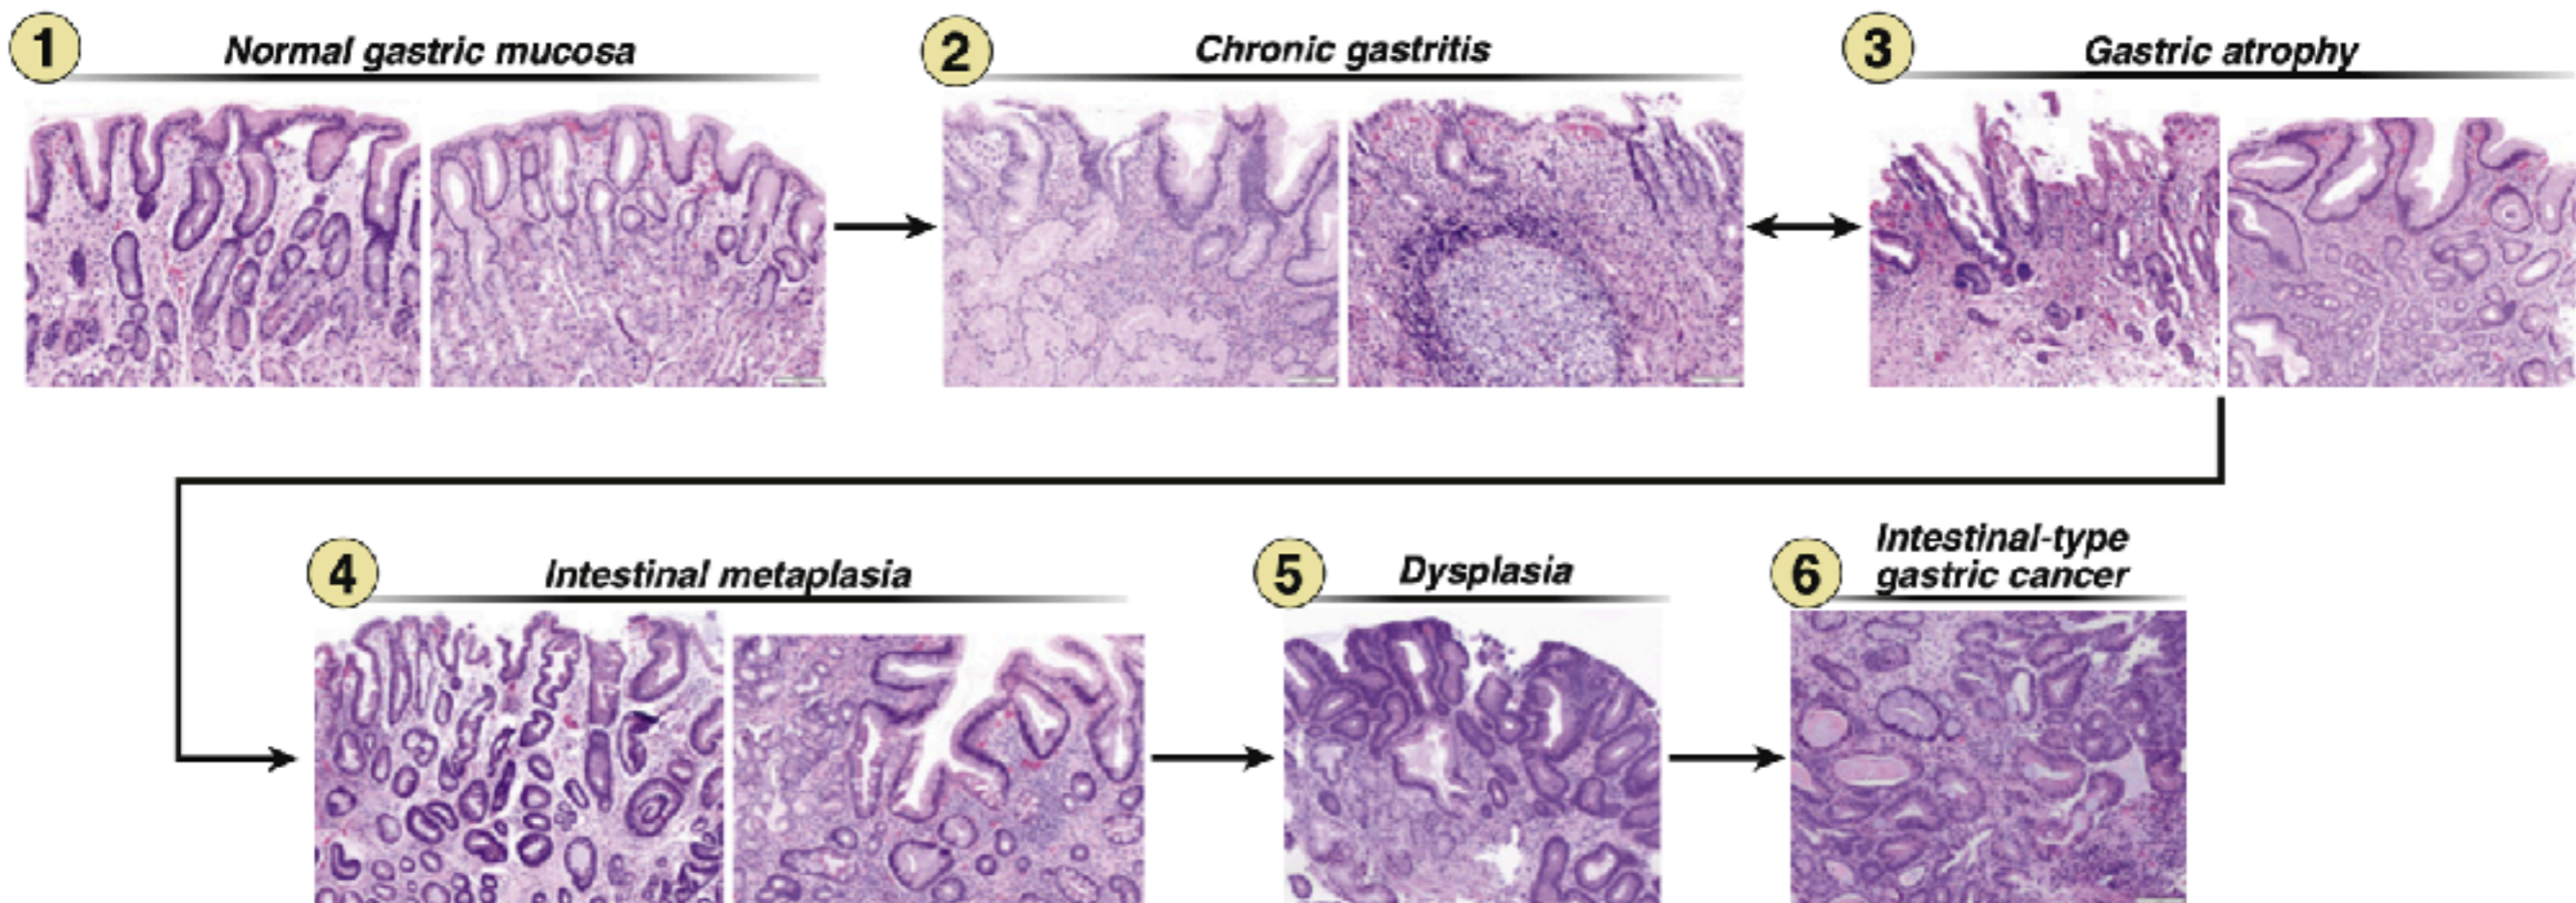 1 Normal gastric mucosa
2 Chronic gastritis
3 Gastric atrophy
4 Intestinal metaplasia
5 Dysplasia
6 Intestinal-type
gastric cancer